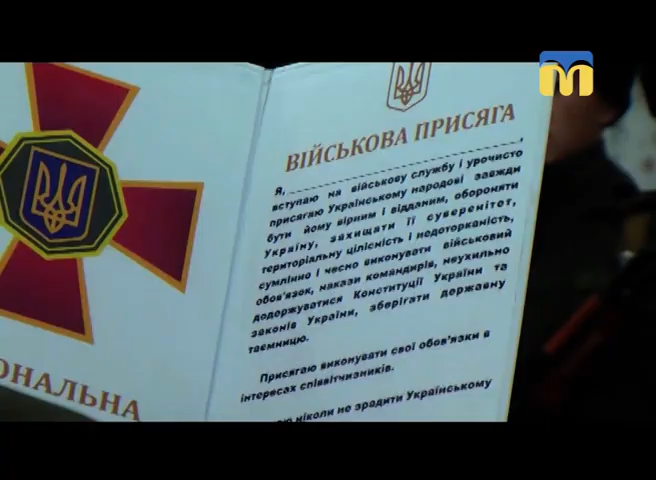 М
ОНАЛЬНА
ВІЙСЬКОВА ПРИСЯГА
Я, ,
вступаю на військову службу і урочисто
присягаю Українському народові завжди
бути йому вірним і відданим, обороняти
Україну, захищати її суверенітет,
територіальну цілісність і недоторканість,
сумлінно і чесно виконувати військовий
обов'язок, накази командирів, неухильно
додержуватися Конституції України та
законів України, зберігати державну
таємницю.
Присягаю виконувати свої обов'язки в
інтересах співвітчизників.
ніколи не зрадити Українському